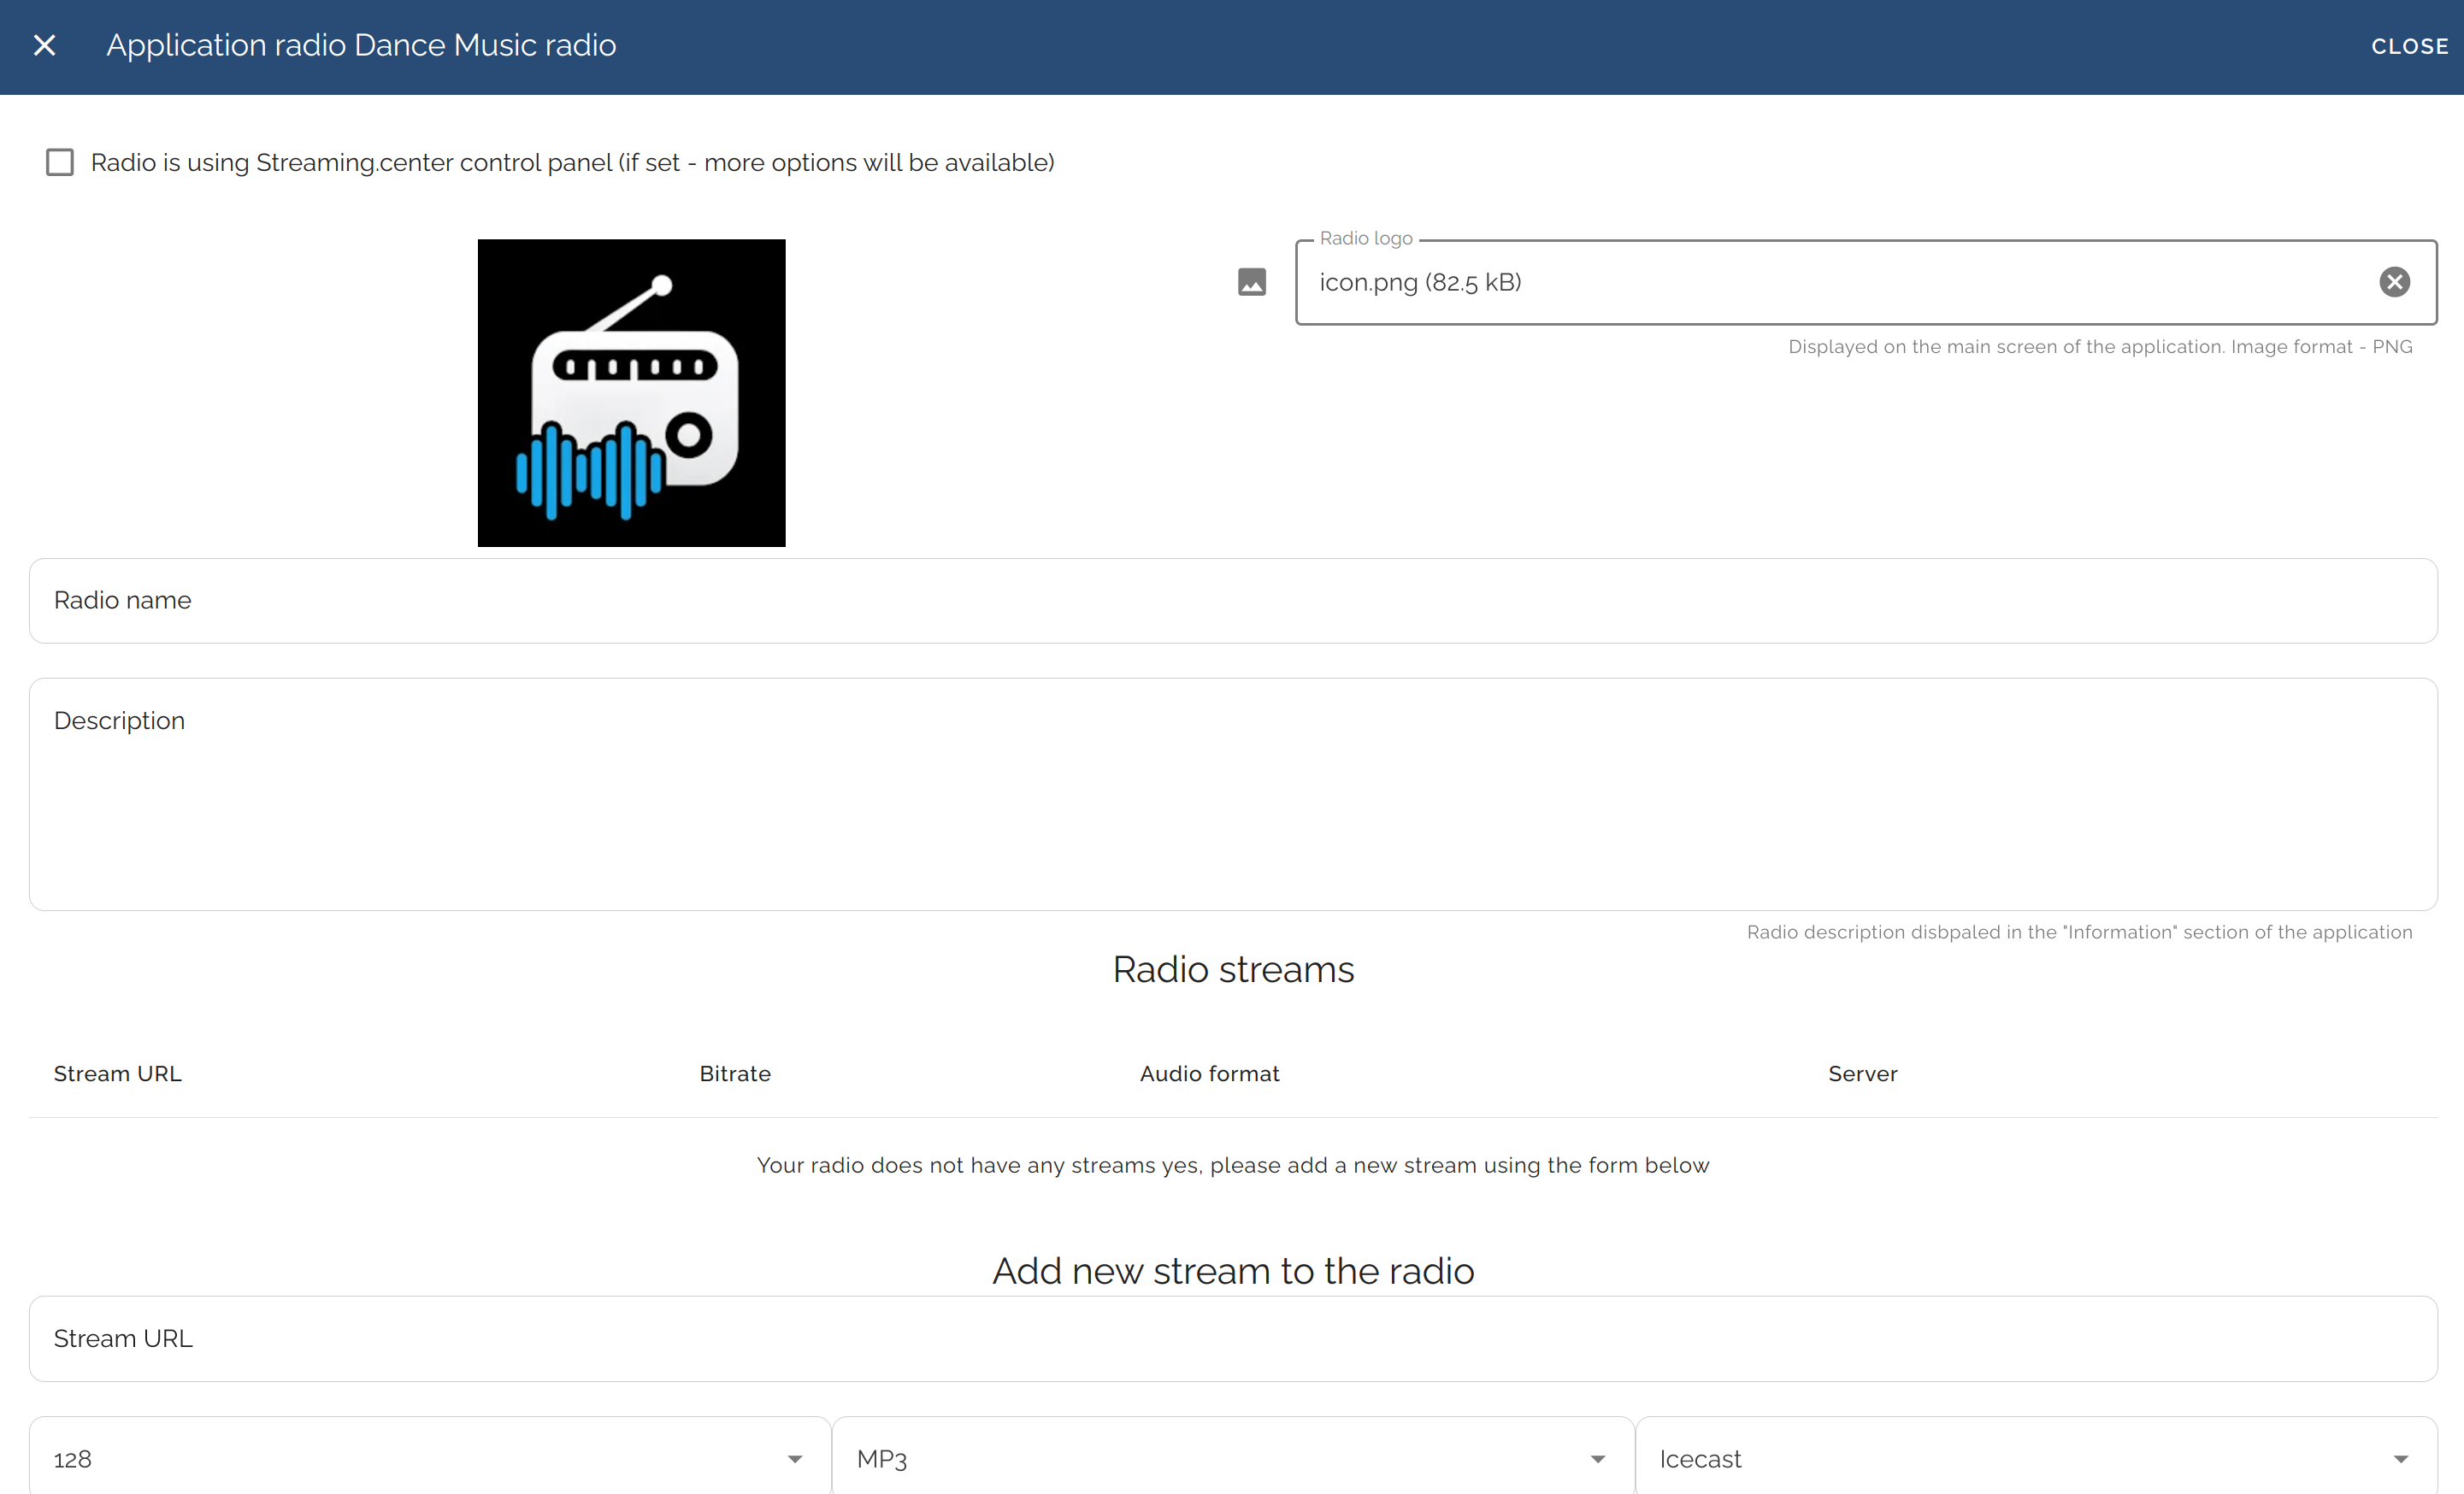 Application radio Dance Music radio
CLOSE
Radio is using Streaming.center control panel (if set - more options will be available)
Radio logo
icon.png (82.5 kB)
Displayed on the main screen of the application. Image format - PNG
Radio name
Description
Radio description disbpaled in the "Information" section of the application
Radio streams
Stream URL Bitrate Audio format Server
Your radio does not have any streams yes, please add a new stream using the form below
Add new stream to the radio
Stream URL
128 MP3 Icecast